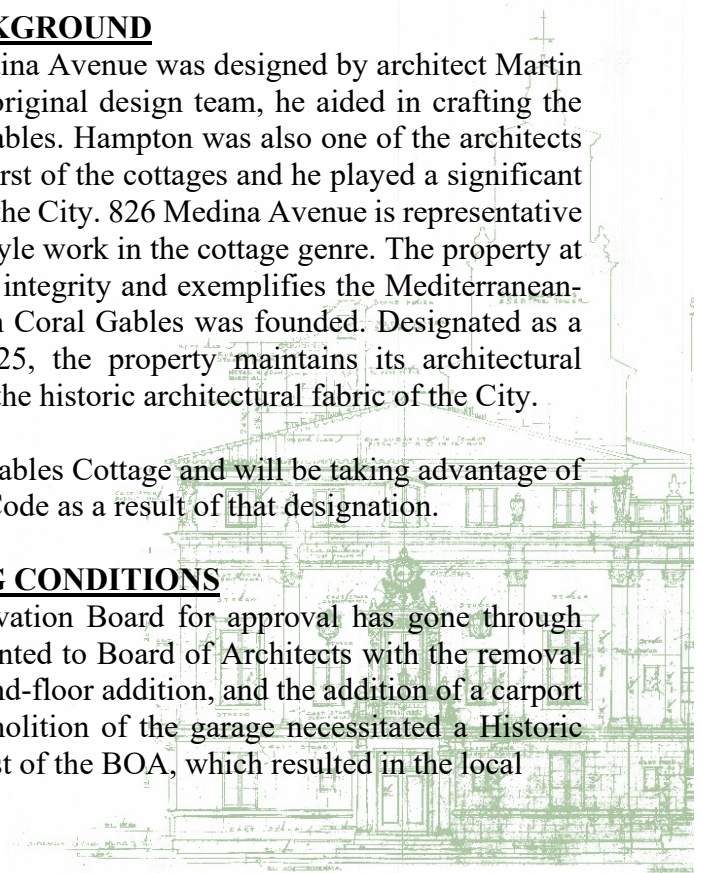 KGROUND
ina Avenue was designed by architect Martin
original design team, he aided in crafting the
ables. Hampton was also one of the architects
rst of the cottages and he played a significant
the City. 826 Medina Avenue is representative
yle work in the cottage genre. The property at
integrity and exemplifies the Mediterranean-
n Coral Gables was founded. Designated as a
25, the property maintains its architectural
the historic architectural fabric of the City.
ables Cottage and will be taking advantage of
Code as a result of that designation.
G CONDITIONS
vation Board for approval has gone through
nted to Board of Architects with the removal
nd-floor addition, and the addition of a carport
molition of the garage necessitated a Historic
st of the BOA, which resulted in the local